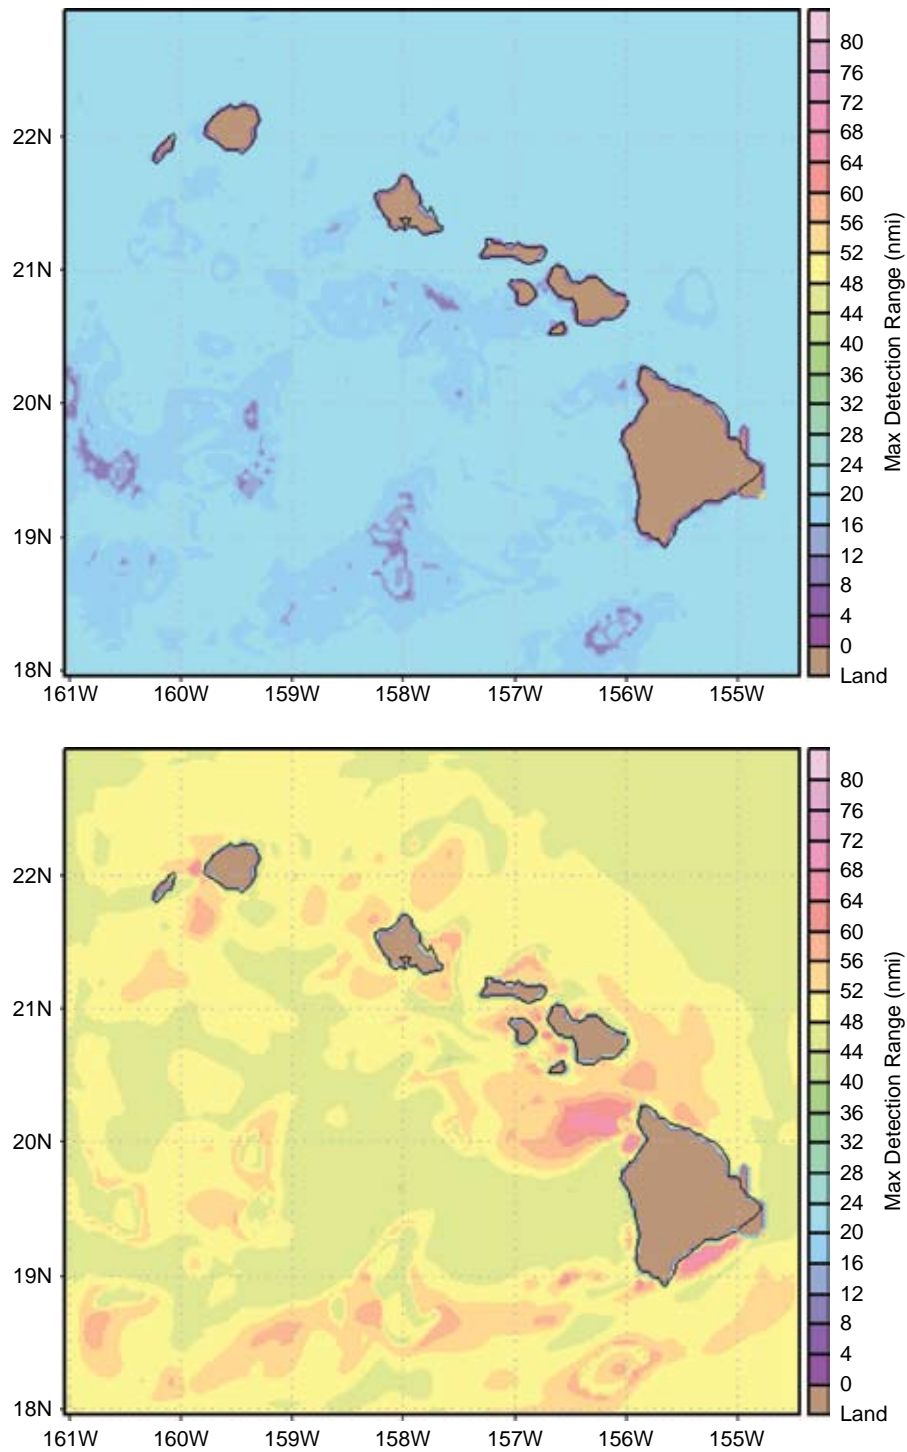 80
76
72
68
64
60
56
52
48
44
40
36
32
28
24
20
16
12
8
4
0
Land
Max Detection Range (nmi)
22N
21N
20N
19N
18N
161W 160W 159W 158W 157W 156W 155W
80
76
72
68
64
60
56
52
48
44
40
36
32
28
24
20
16
12
8
4
0
Land
Max Detection Range (nmi)
22N
21N
20N
19N
18N
161W 160W 159W 158W 157W 156W 155W